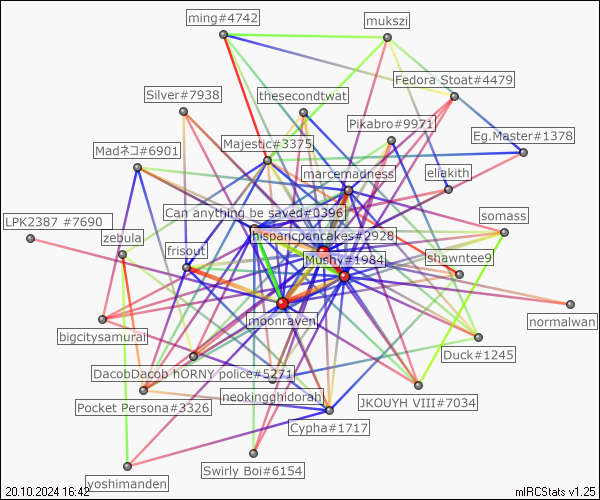 ming#4742
mukszi
Fedora Stoat#4479
Silver#7938
thesecondtwat
Pikabro#9971
Eg.Master#1378
Majestic#3375
Madネコ#6901
marcemadness
eliakith
Can anything be saved#0396
somass
LPK2387 #7690
hispanicpancakes#2928
zebula
frisout
Mushy#1984
shawntee9
moonraven
normalwan
bigcitysamurai
Duck#1245
DacobDacob hORNY police#5271
neokingghidorah
Pocket Persona#3326
JKOUYH VIII#7034
Cypha#1717
Swirly Boi#6154
yoshimanden
20.10.2024 16:42
mIRCStats v1.25